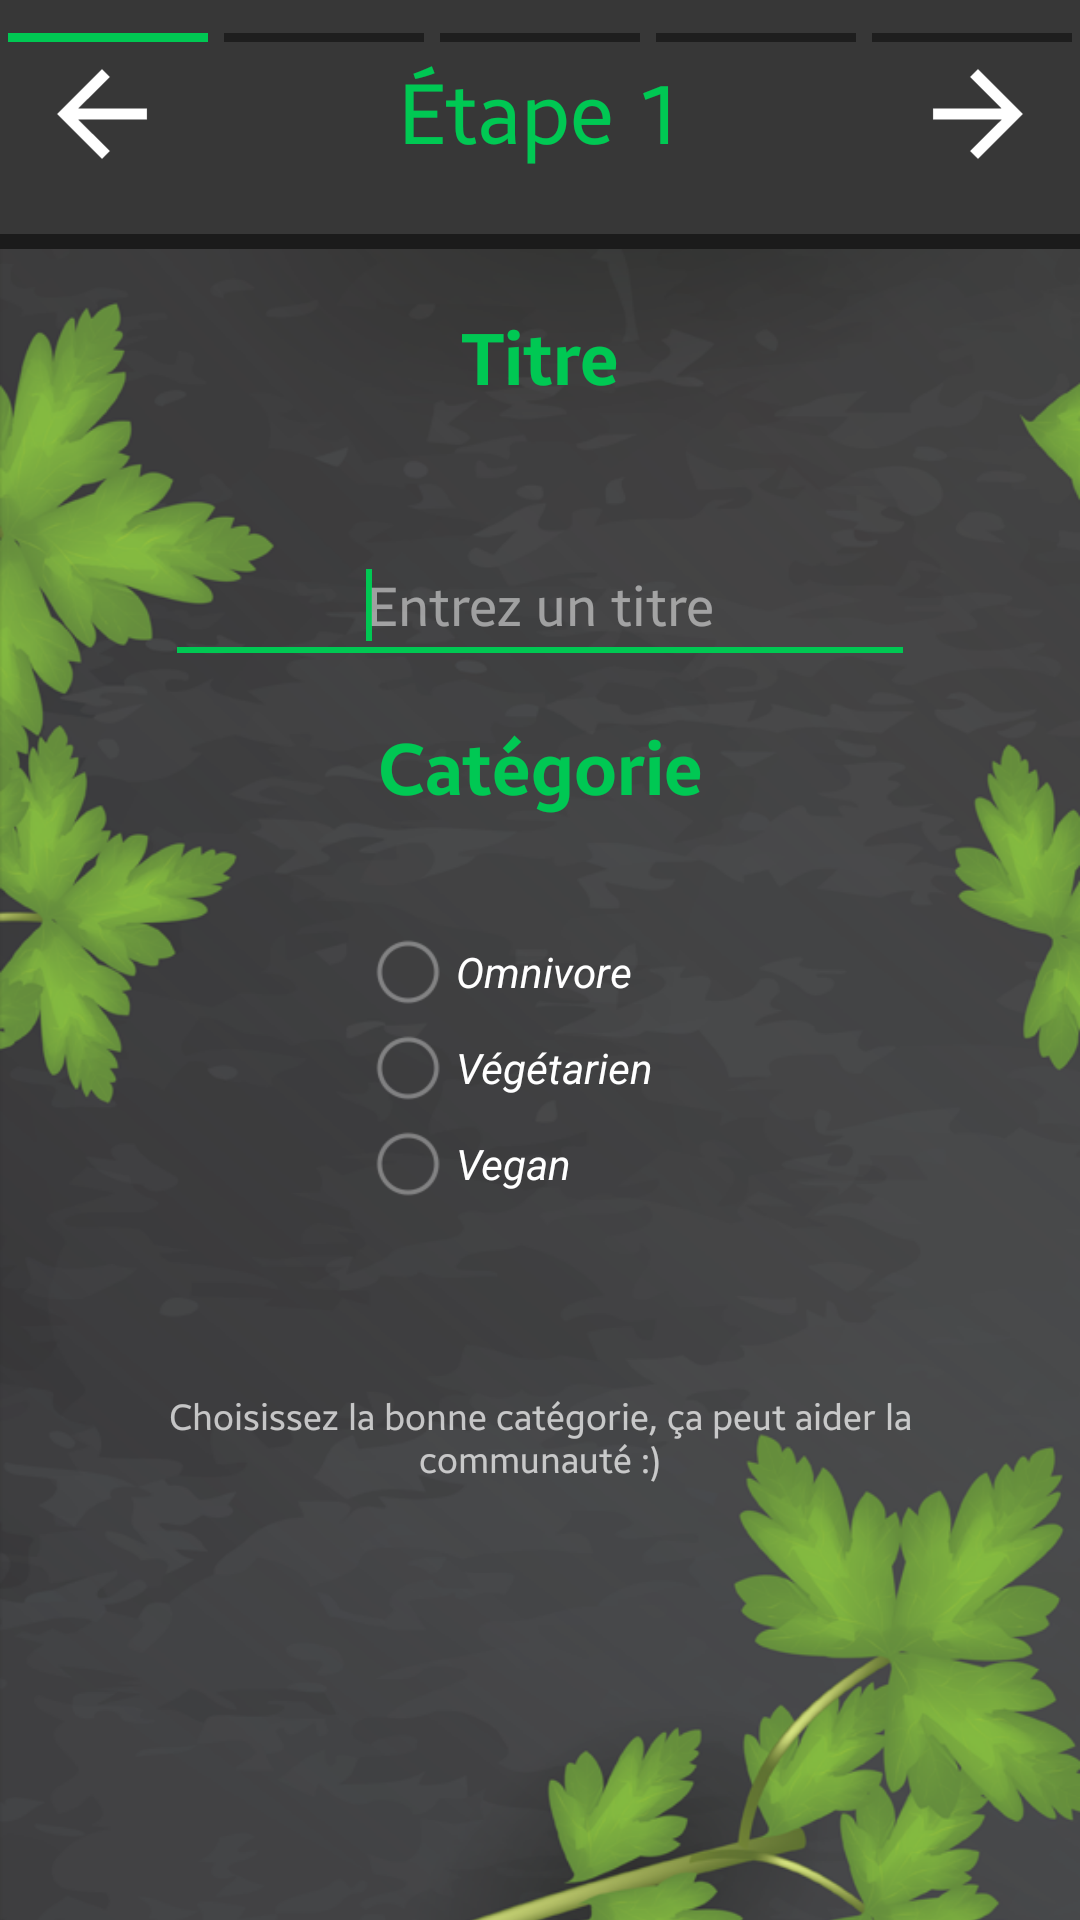 Étape 1
Titre
Entrez un titre
Catégorie
Omnivore
Végétarien
Vegan
Choisissez la bonne catégorie, ça peut aider la
communauté :)